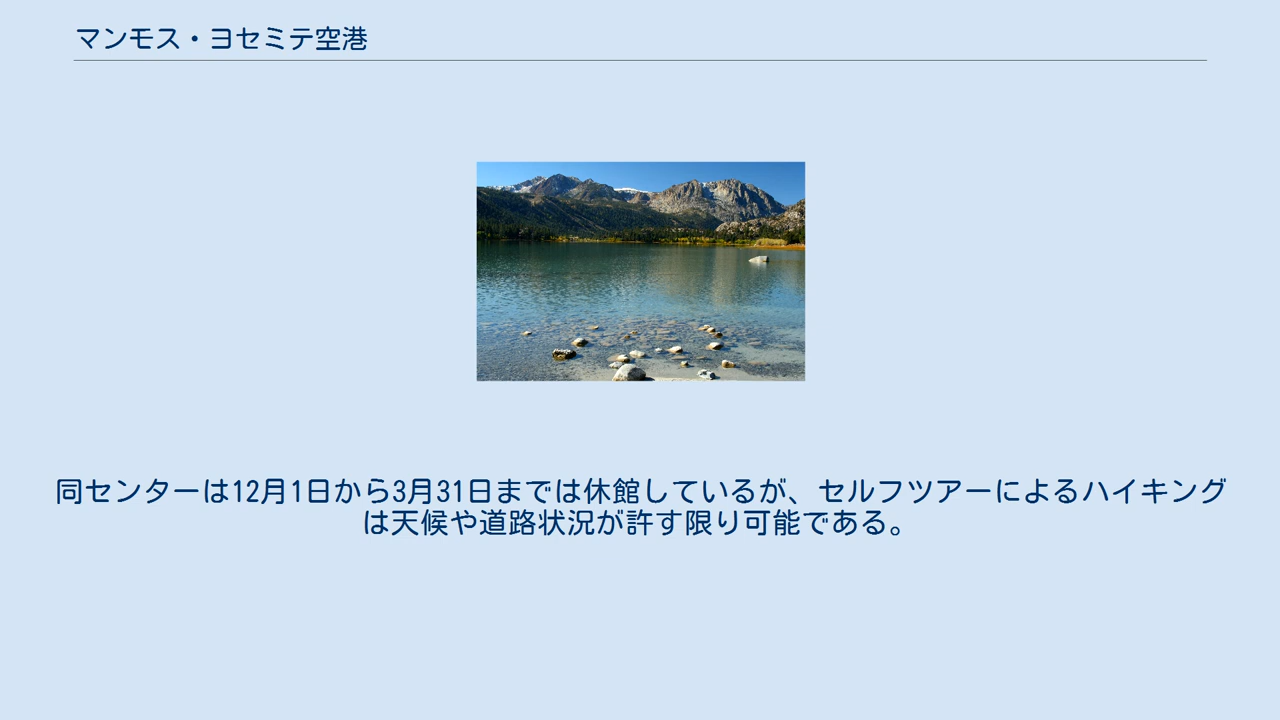 マンモス・ヨセミテ空港
同センターは12月1日から3月31日までは休館しているが、セルフツアーによるハイキング
は天候や道路状況が許す限り可能である。